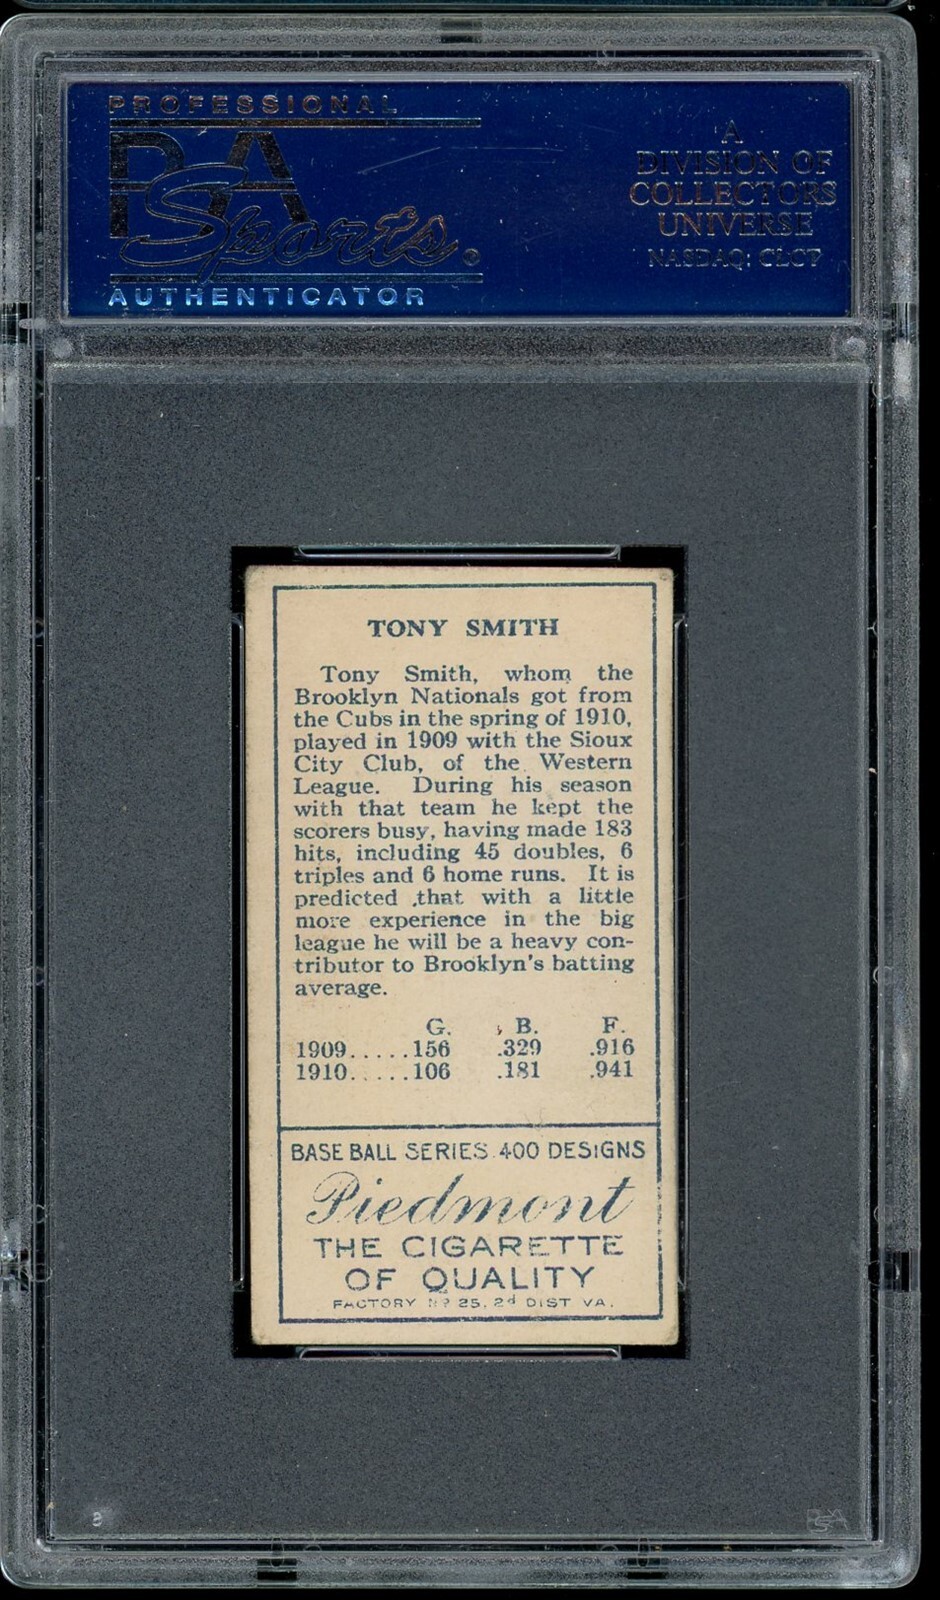 PROFESSIONAL
PSA
Sports®
AUTHENTICATOR
A
DIVISION OF
COLLECTORS
UNIVERSE
NASDAQ: CLCT
TONY SMITH
Tony Smith, whom the
Brooklyn Nationals got from
the Cubs in the spring of 1910,
played in 1909 with the Sioux
City Club, of the Western
League. During his season
with that team he kept the
scorers busy, having made 183
hits, including 45 doubles, 6
triples and 6 home runs. It is
predicted that with a little
more experience in the big
league he will be a heavy con-
tributor to Brooklyn's batting
average.
G. B. F.
1909.....156 .329 .916
1910.....106 .181 .941
BASE BALL SERIES 400 DESIGNS
Piedmont
THE CIGARETTE
OF QUALITY
FACTORY Nº 25, 2d DIST VA.
PSA